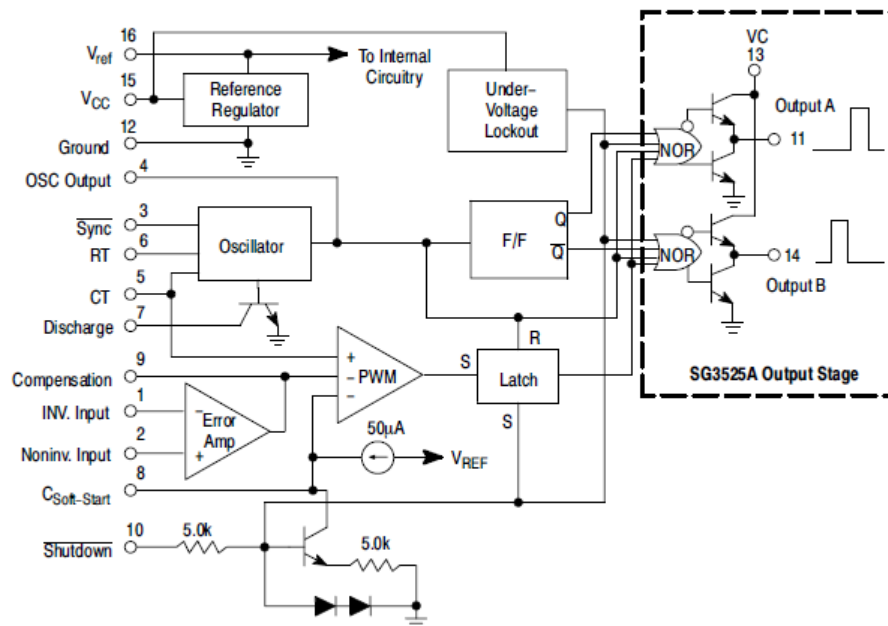 16
Vref
15
VCC
12
Ground
4
OSC Output
3
Sync
6
RT
5
CT
7
Discharge
9
Compensation
1
INV. Input
2
Noninv. Input
8
CSoft–Start
10
Shutdown
To Internal
Circuitry
Reference
Regulator
Under–
Voltage
Lockout
Oscillator
F/F
Q
Q
+
–
–
PWM
S
R
Latch
S
–
Error
Amp
+
50µA
VREF
5.0k
5.0k
VC
13
Output A
11
NOR
NOR
14
Output B
SG3525A Output Stage